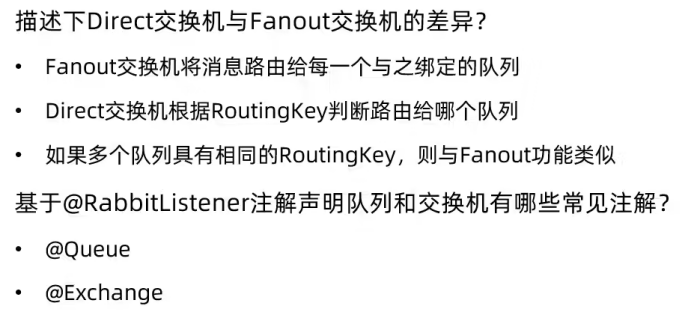 描述下Direct交换机与Fanout交换机的差异？
• Fanout交换机将消息路由给每一个与之绑定的队列
• Direct交换机根据RoutingKey判断路由给哪个队列
• 如果多个队列具有相同的RoutingKey，则与Fanout功能类似
基于@RabbitListener注解声明队列和交换机有哪些常见注解？
• @Queue
• @Exchange